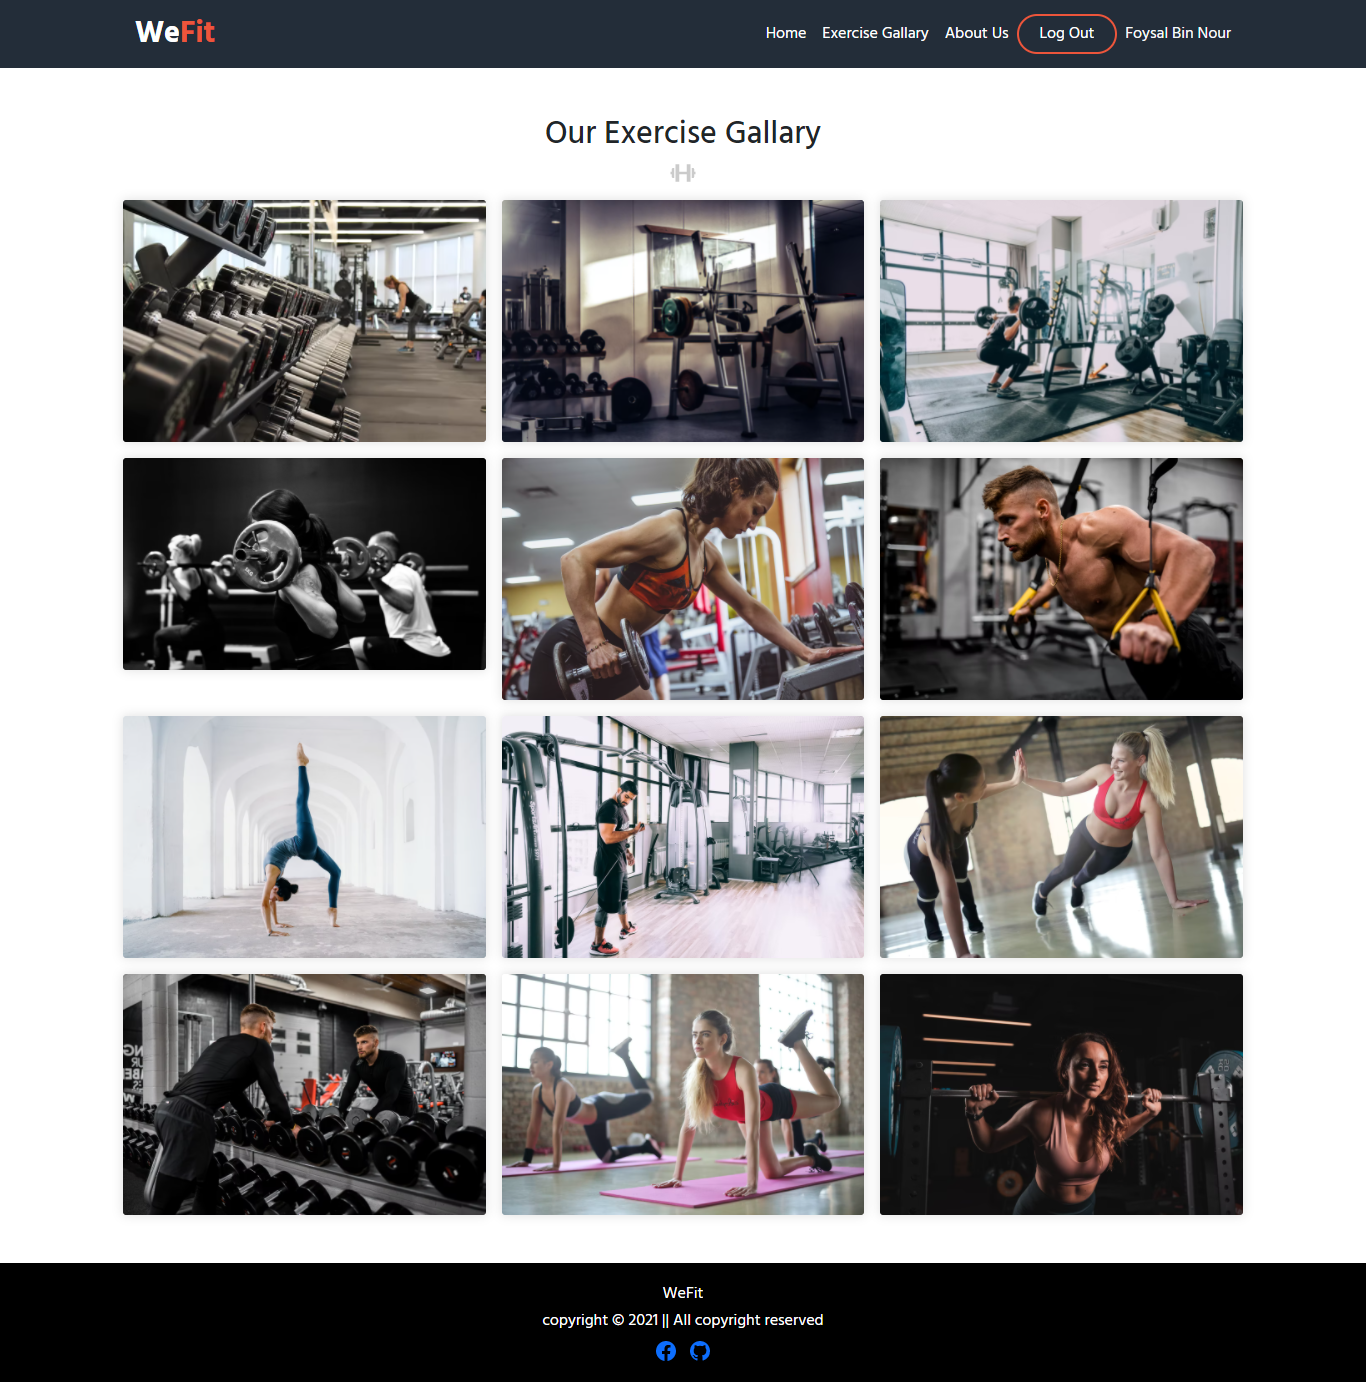 WeFit
Home Exercise Gallary About Us Log Out Foysal Bin Nour
Our Exercise Gallary
WeFit
copyright © 2021 || All copyright reserved